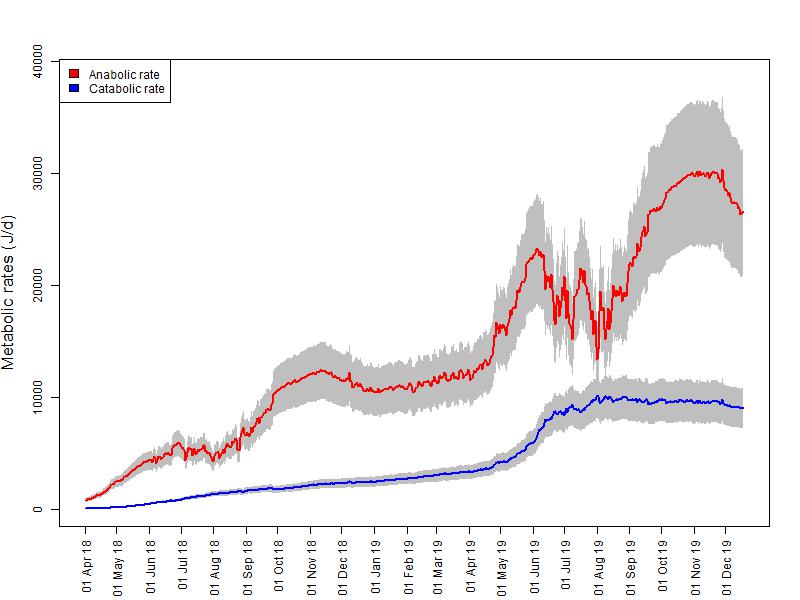 Anabolic rate
Catabolic rate
Metabolic rates (J/d)
40000
30000
20000
10000
0
01 Apr 18
01 May 18
01 Jun 18
01 Jul 18
01 Aug 18
01 Sep 18
01 Oct 18
01 Nov 18
01 Dec 18
01 Jan 19
01 Feb 19
01 Mar 19
01 Apr 19
01 May 19
01 Jun 19
01 Jul 19
01 Aug 19
01 Sep 19
01 Oct 19
01 Nov 19
01 Dec 19